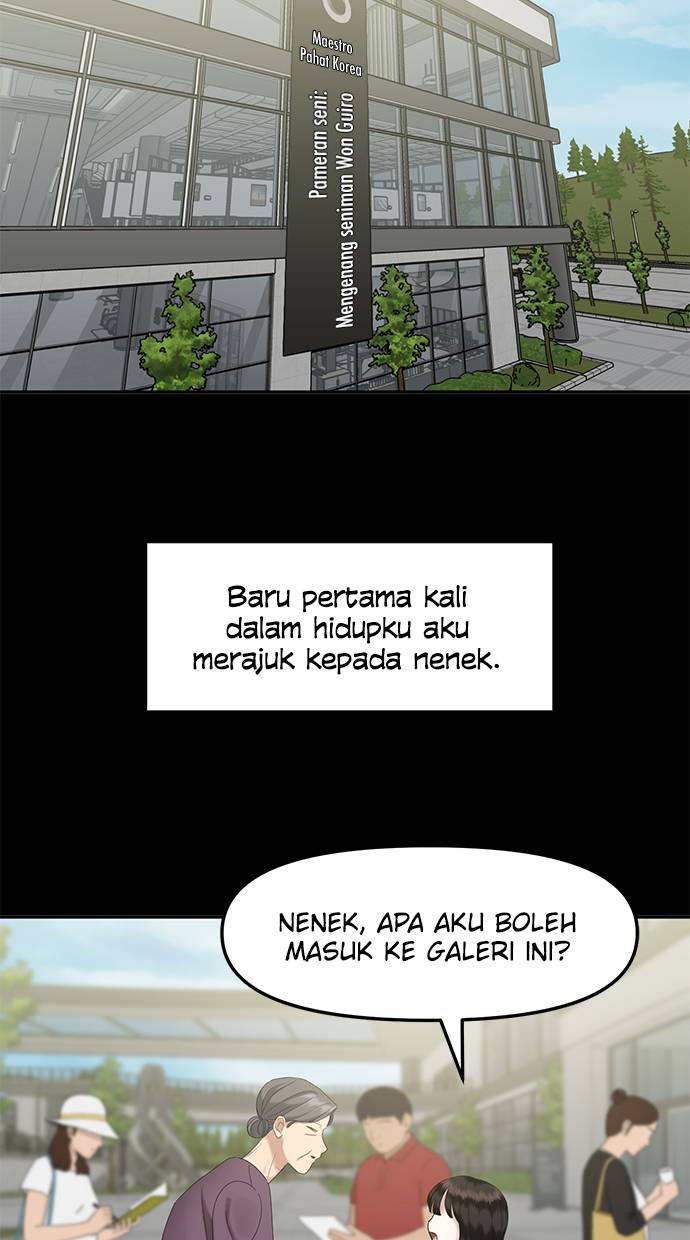 Maestro
Pahat Korea
Pameran seni:
Mengenang seniman Won Guiro
Baru pertama kali
dalam hidupku aku
merajuk kepada nenek.
NENEK, APA AKU BOLEH
MASUK KE GALERI INI?